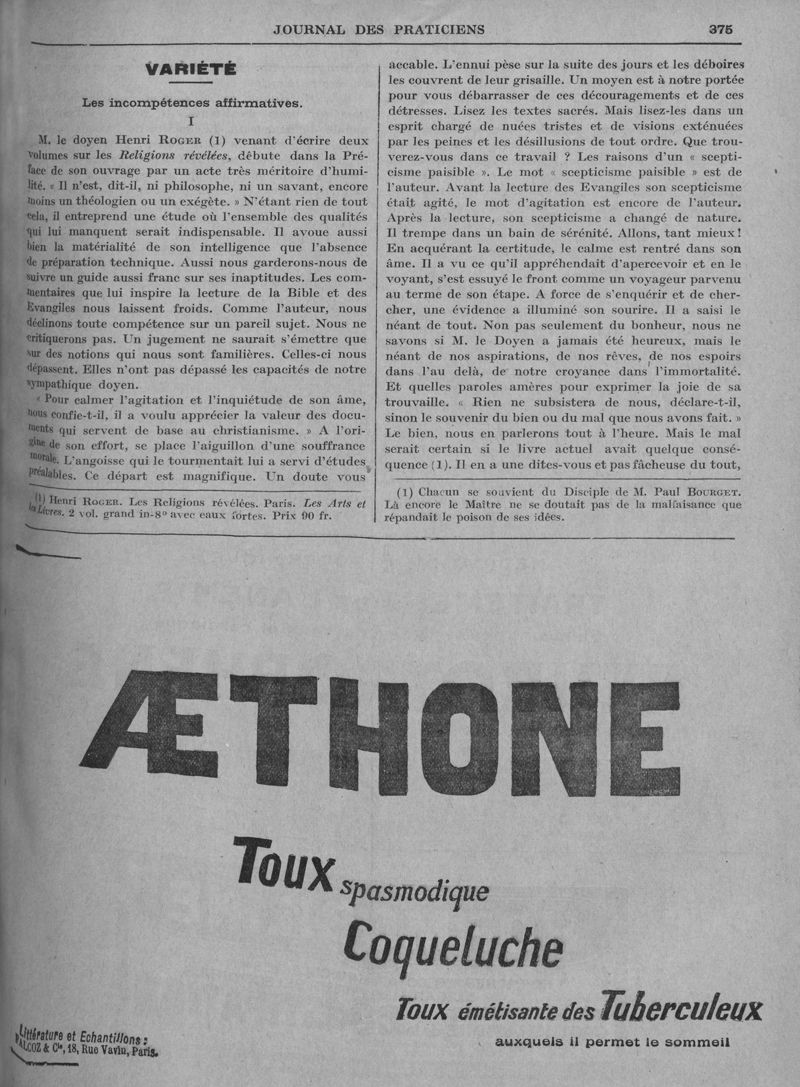 JOURNAL DES PRATICIENS 375
VARIÉTÉ
Les incompétences affirmatives.
I
M. le doyen Henri ROGER (1) venant d'écrire deux
volumes sur les Religions révélées, débute dans la Pré-
face de son ouvrage par un acte très méritoire d'humi-
lité. « Il n'est, dit-il, ni philosophe, ni un savant, encore
moins un théologien ou un exégète. » N'étant rien de tout
cela, il entreprend une étude où l'ensemble des qualités
qui lui manquent serait indispensable. Il avoue aussi
bien la matérialité de son intelligence que l'absence
de préparation technique. Aussi nous garderons-nous de
suivre un guide aussi franc sur ses inaptitudes. Les com-
mentaires que lui inspire la lecture de la Bible et des
Evangiles nous laissent froids. Comme l'auteur, nous
déclinons toute compétence sur un pareil sujet. Nous ne
critiquerons pas. Un jugement ne saurait s'émettre que
sur des notions qui nous sont familières. Celles-ci nous
dépassent. Elles n'ont pas dépassé les capacités de notre
sympathique doyen.
« Pour calmer l'agitation et l'inquiétude de son âme,
nous confie-t-il, il a voulu apprécier la valeur des docu-
ments qui servent de base au christianisme. » A l'ori-
gine de son effort, se place l'aiguillon d'une souffrance
morale. L'angoisse qui le tourmentait lui a servi d'études
préalables. Ce départ est magnifique. Un doute vous
(1) Henri ROGER. Les Religions révélées. Paris. Les Arts et
les Livres. 2 vol. grand in-8° avec eaux fortes. Prix 90 fr.
accable. L'ennui pèse sur la suite des jours et les déboires
les couvrent de leur grisaille. Un moyen est à notre portée
pour vous débarrasser de ces découragements et de ces
détresses. Lisez les textes sacrés. Mais lisez-les dans un
esprit chargé de nuées tristes et de visions exténuées
par les peines et les désillusions de tout ordre. Que trou-
verez-vous dans ce travail ? Les raisons d'un « scepti-
cisme paisible ». Le mot « scepticisme paisible » est de
l'auteur. Avant la lecture des Evangiles son scepticisme
était agité, le mot d'agitation est encore de l'auteur.
Après la lecture, son scepticisme a changé de nature.
Il trempe dans un bain de sérénité. Allons, tant mieux !
En acquérant la certitude, le calme est rentré dans son
âme. Il a vu ce qu'il appréhendait d'apercevoir et en le
voyant, s'est essuyé le front comme un voyageur parvenu
au terme de son étape. A force de s'enquérir et de cher-
cher, une évidence a illuminé son sourire. Il a saisi le
néant de tout. Non pas seulement du bonheur, nous ne
savons si M. le Doyen a jamais été heureux, mais le
néant de nos aspirations, de nos rêves, de nos espoirs
dans l'au delà, de notre croyance dans l'immortalité.
Et quelles paroles amères pour exprimer la joie de sa
trouvaille. « Rien ne subsistera de nous, déclare-t-il,
sinon le souvenir du bien ou du mal que nous avons fait. »
Le bien, nous en parlerons tout à l'heure. Mais le mal
serait certain si le livre actuel avait quelque consé-
quence (1). Il en a une dites-vous et pas fâcheuse du tout,
(1) Chacun se souvient du Disciple de M. Paul BOURGET.
Là encore le Maître ne se doutait pas de la malfaisance que
répandait le poison de ses idées.
ÆTHONE
Toux spasmodique
Coqueluche
Toux émétisante des Tuberculeux
auxquels il permet le sommeil
Littérature et Echantillons :
FALCOZ & Cie, 18, Rue Vavin, Paris.